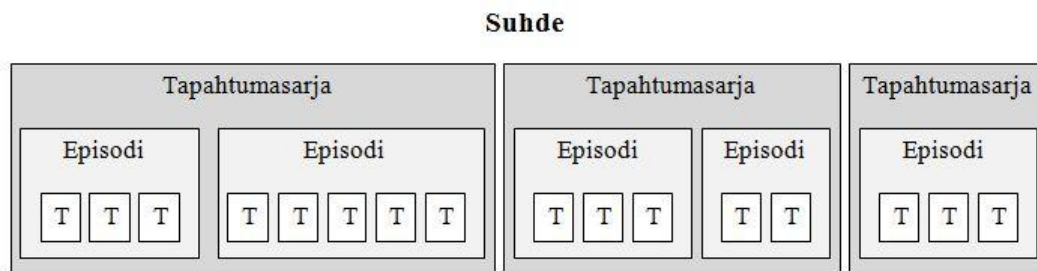 Suhde
Tapahtumasarja Tapahtumasarja Tapahtumasarja
Episodi Episodi Episodi Episodi Episodi
T T T T T T T T T T T T T T T T